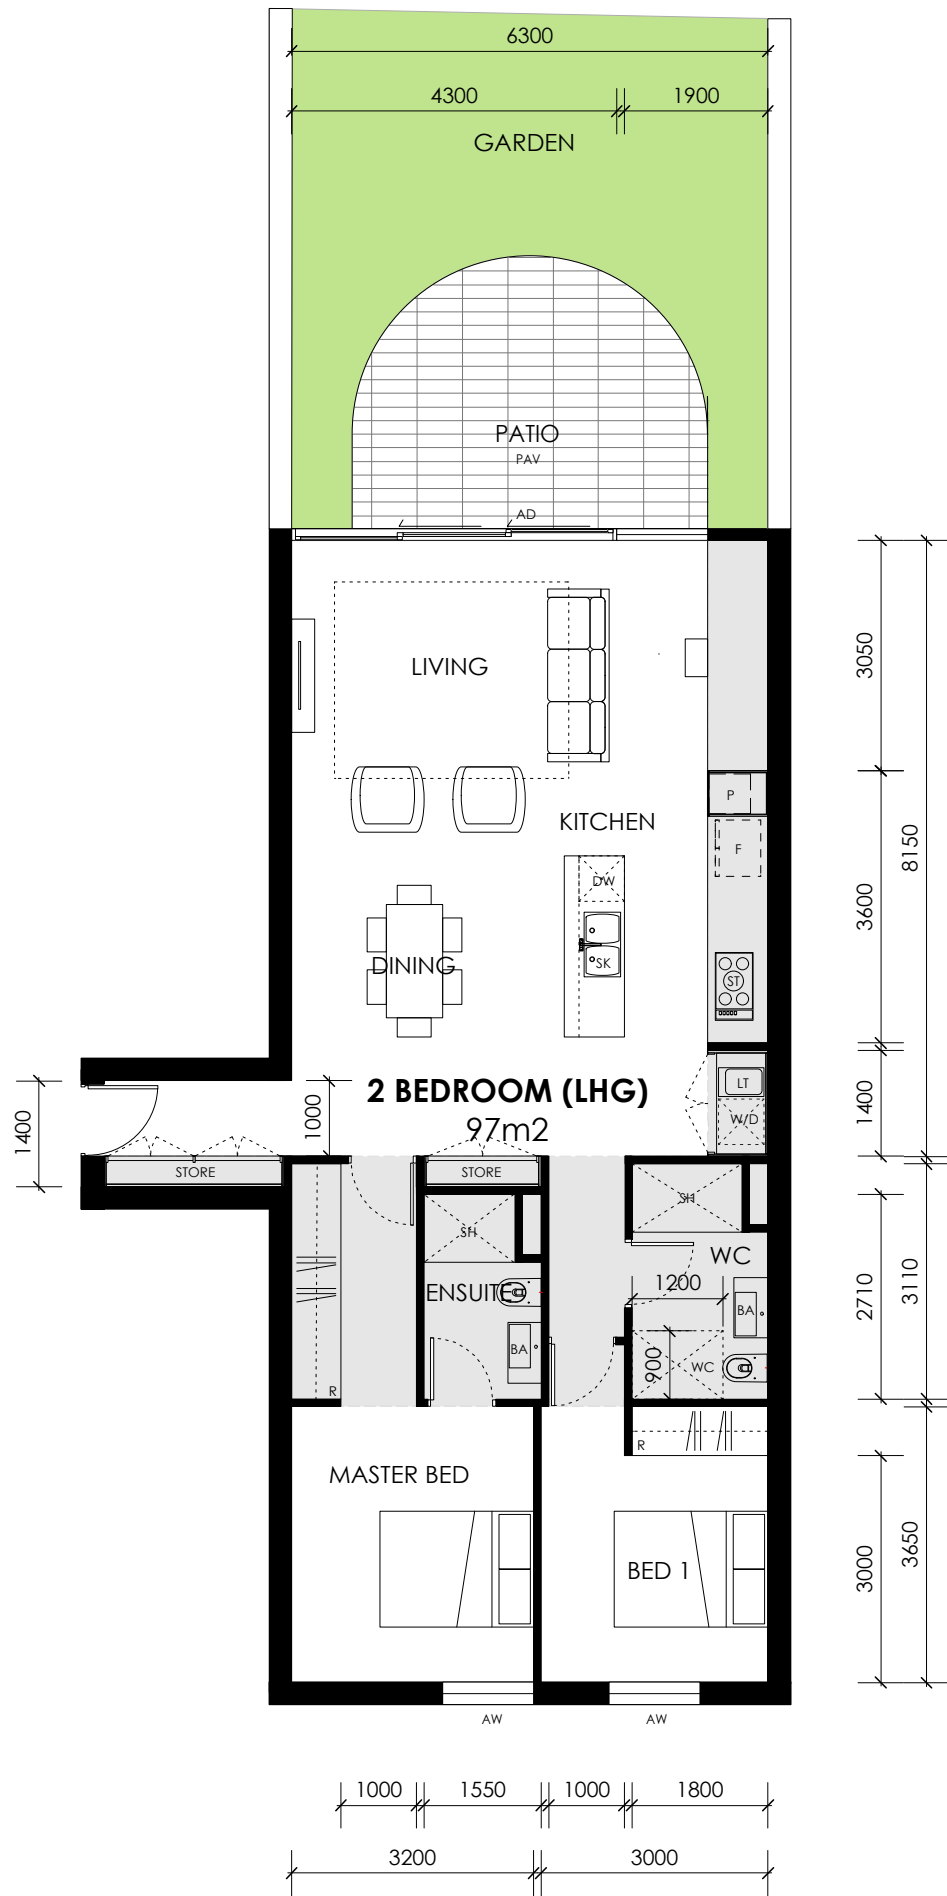 6300
4300
1900
GARDEN
PATIO
PAV
AD
LIVING
3050
P
KITCHEN
F
8150
DW
3600
DINING
SK
ST
2 BEDROOM (LHG)
97m2
LT
W/D
1400
1000
1400
STORE
STORE
SH
SH
WC
ENSUITE
1200
2710
3110
BA
BA
900
WC
R
R
MASTER BED
BED 1
3000
3650
AW
AW
1000
1550
1000
1800
3200
3000